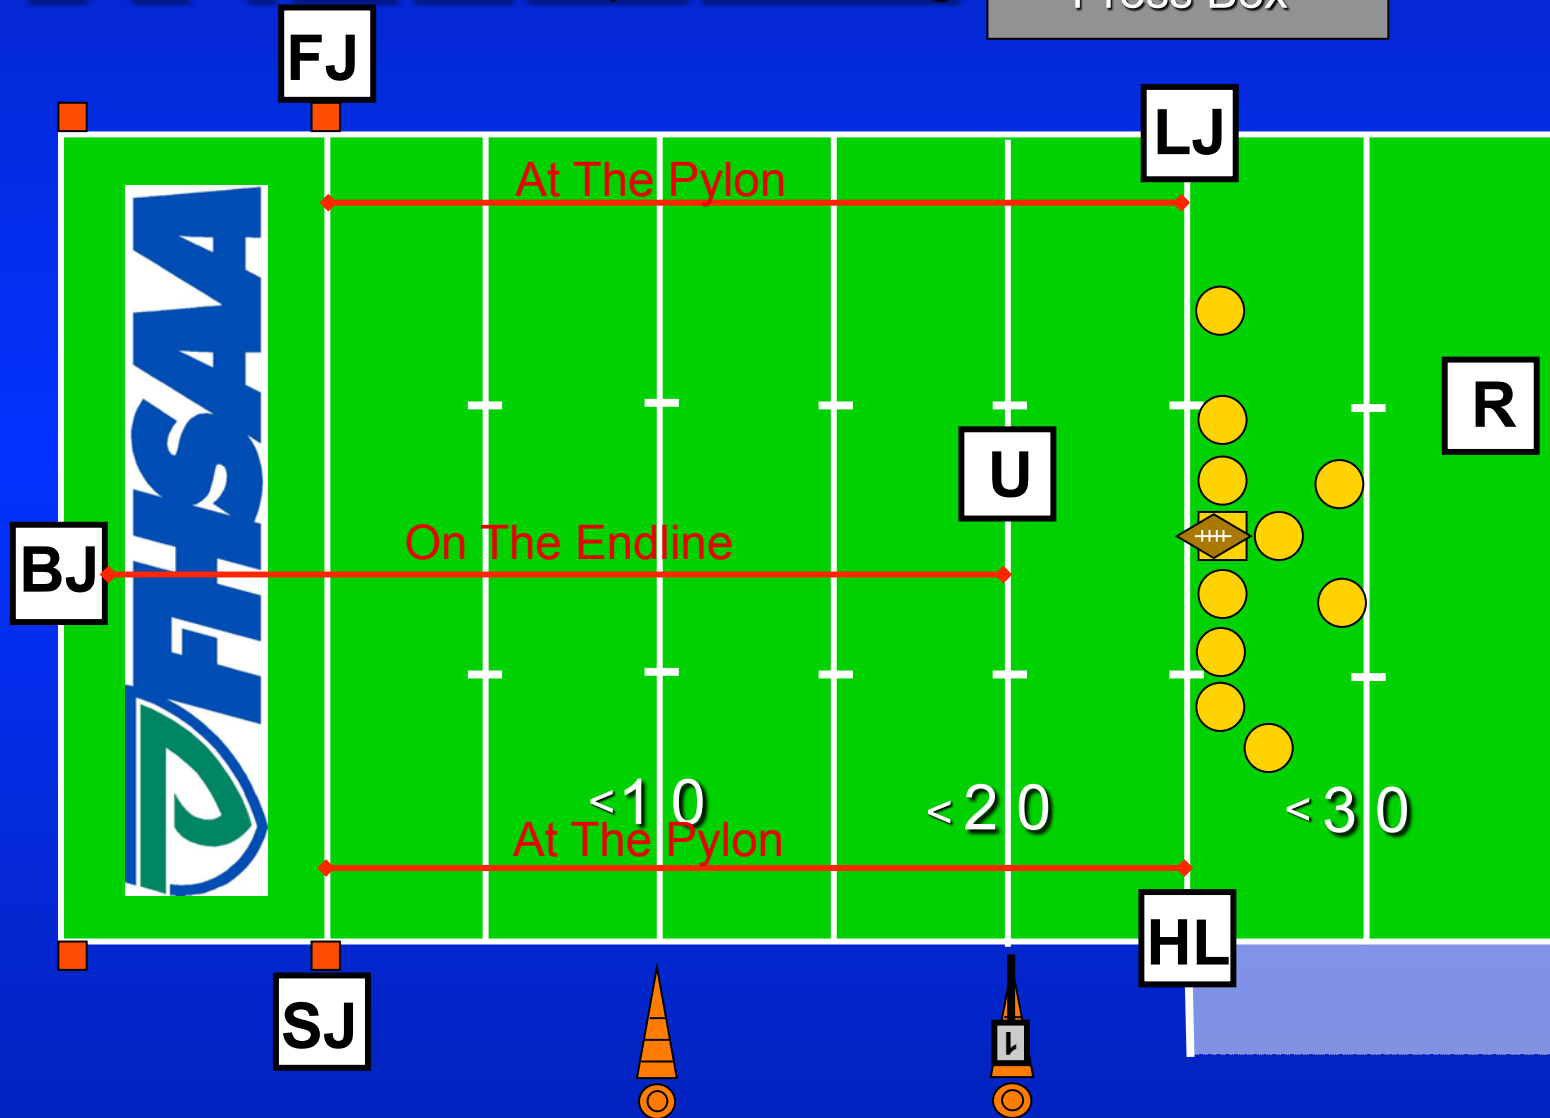 Press Box
FJ
LJ
At The Pylon
FHSAA
R
U
On The Endline
BJ
<10
<20
<30
At The Pylon
HL
SJ
1